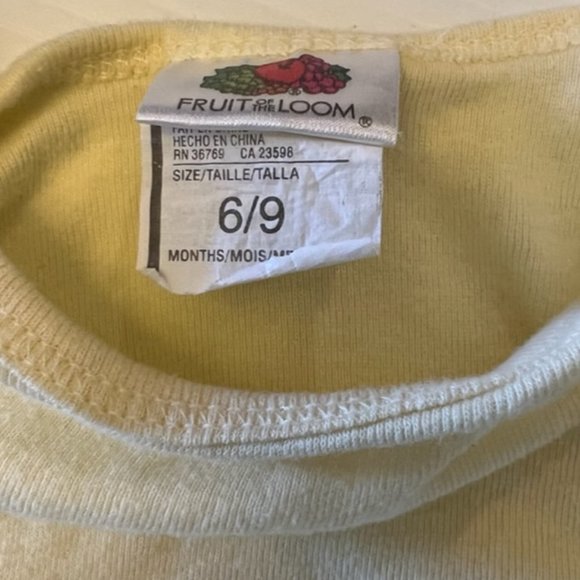 FRUIT OF THE LOOM ®
HECHO EN CHINA
RN 36769 CA 23598
SIZE/TAILLE/TALLA
6/9
MONTHS/MOIS/